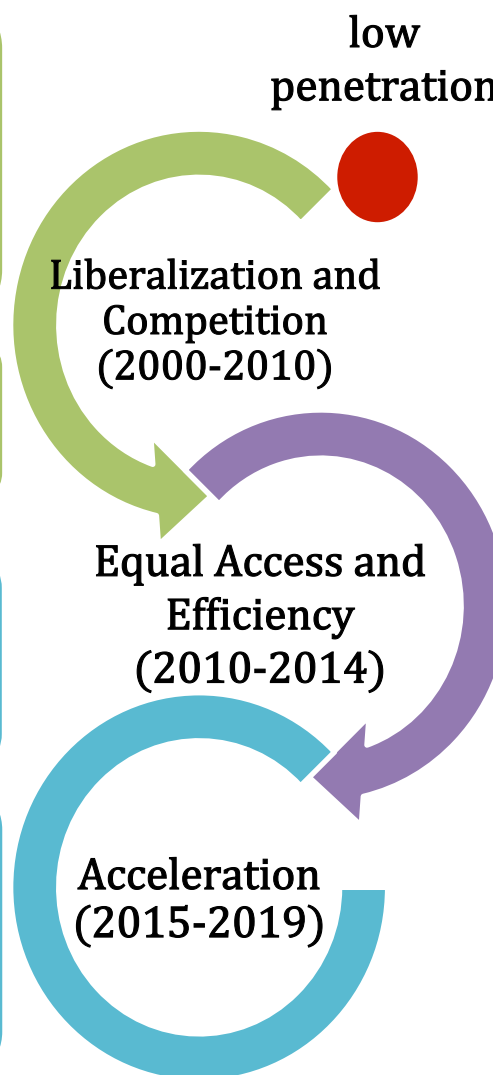 low
penetration
Liberalization and
Competition
(2000-2010)
Equal Access and
Efficiency
(2010-2014)
Acceleration
(2015-2019)